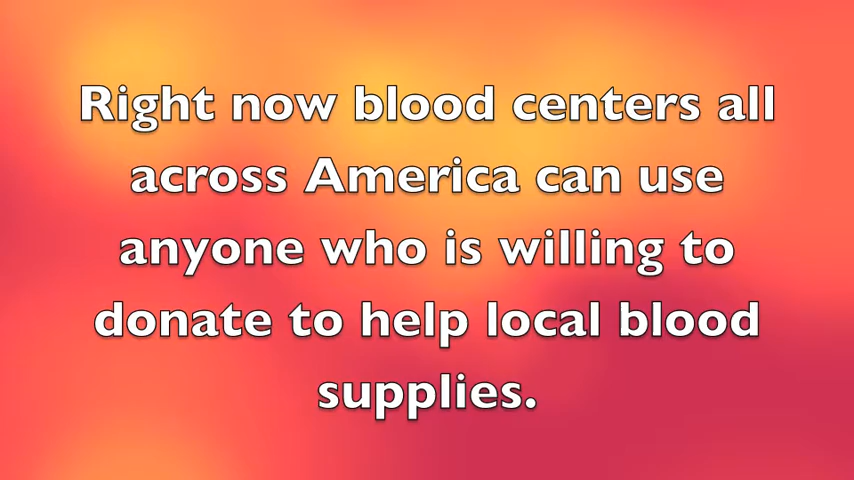 Right now blood centers all
across America can use
anyone who is willing to
donate to help local blood
supplies.